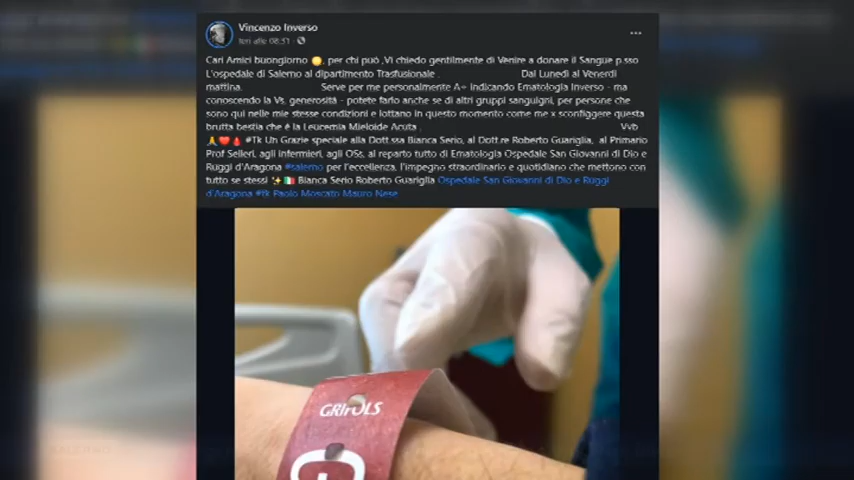 Vincenzo Inverso
Ieri alle 08:31
Cari Amici buongiorno 🌞, per chi può ,Vi chiedo gentilmente di Venire a donare il Sangue p.sso
L'ospedale di Salerno al dipartimento Trasfusionale . Dal Lunedì al Venerdì
mattina. Serve per me personalmente A+ indicando Ematologia Inverso - ma
conoscendo la Vs. generosità - potete farlo anche se di altri gruppi sanguigni, per persone che
sono qui nelle mie stesse condizioni e lottano in questo momento come me x sconfiggere questa
brutta bestia che è la Leucemia Mieloide Acuta . Vvb
🙏❤️🩸 #Tk Un Grazie speciale alla Dott.ssa Bianca Serio, al Dott.re Roberto Guariglia, al Primario
Prof Selleri, agli infermieri, agli OSs, al reparto tutto di Ematologia Ospedale San Giovanni di Dio e
Ruggi D'Aragona #salerno per l'eccellenza, l'impegno straordinario e quotidiano che mettono con
tutto se stessi ✨🇮🇹 Bianca Serio Roberto Guariglia Ospedale San Giovanni di Dio e Ruggi
d'Aragona #tk Paolo Moscato Mauro Nese
GRIFOLS